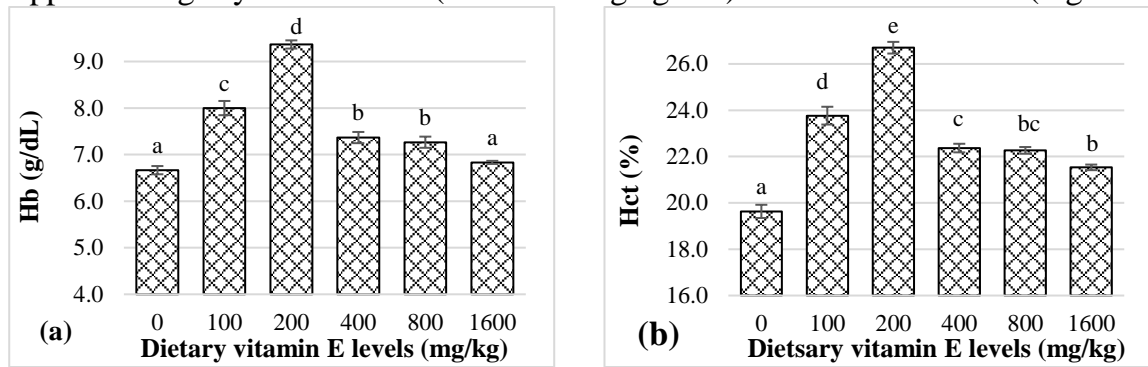 d
9.0
c
8.0
b
b
7.0
a
a
6.0
5.0
4.0
Hb (g/dL)
0 100 200 400 800 1600
(a)
Dietary vitamin E levels (mg/kg)
e
26.0
d
24.0
c
bc
22.0
b
a
20.0
18.0
16.0
Hct (%)
0 100 200 400 800 1600
(b)
Dietsary vitamin E levels (mg/kg)